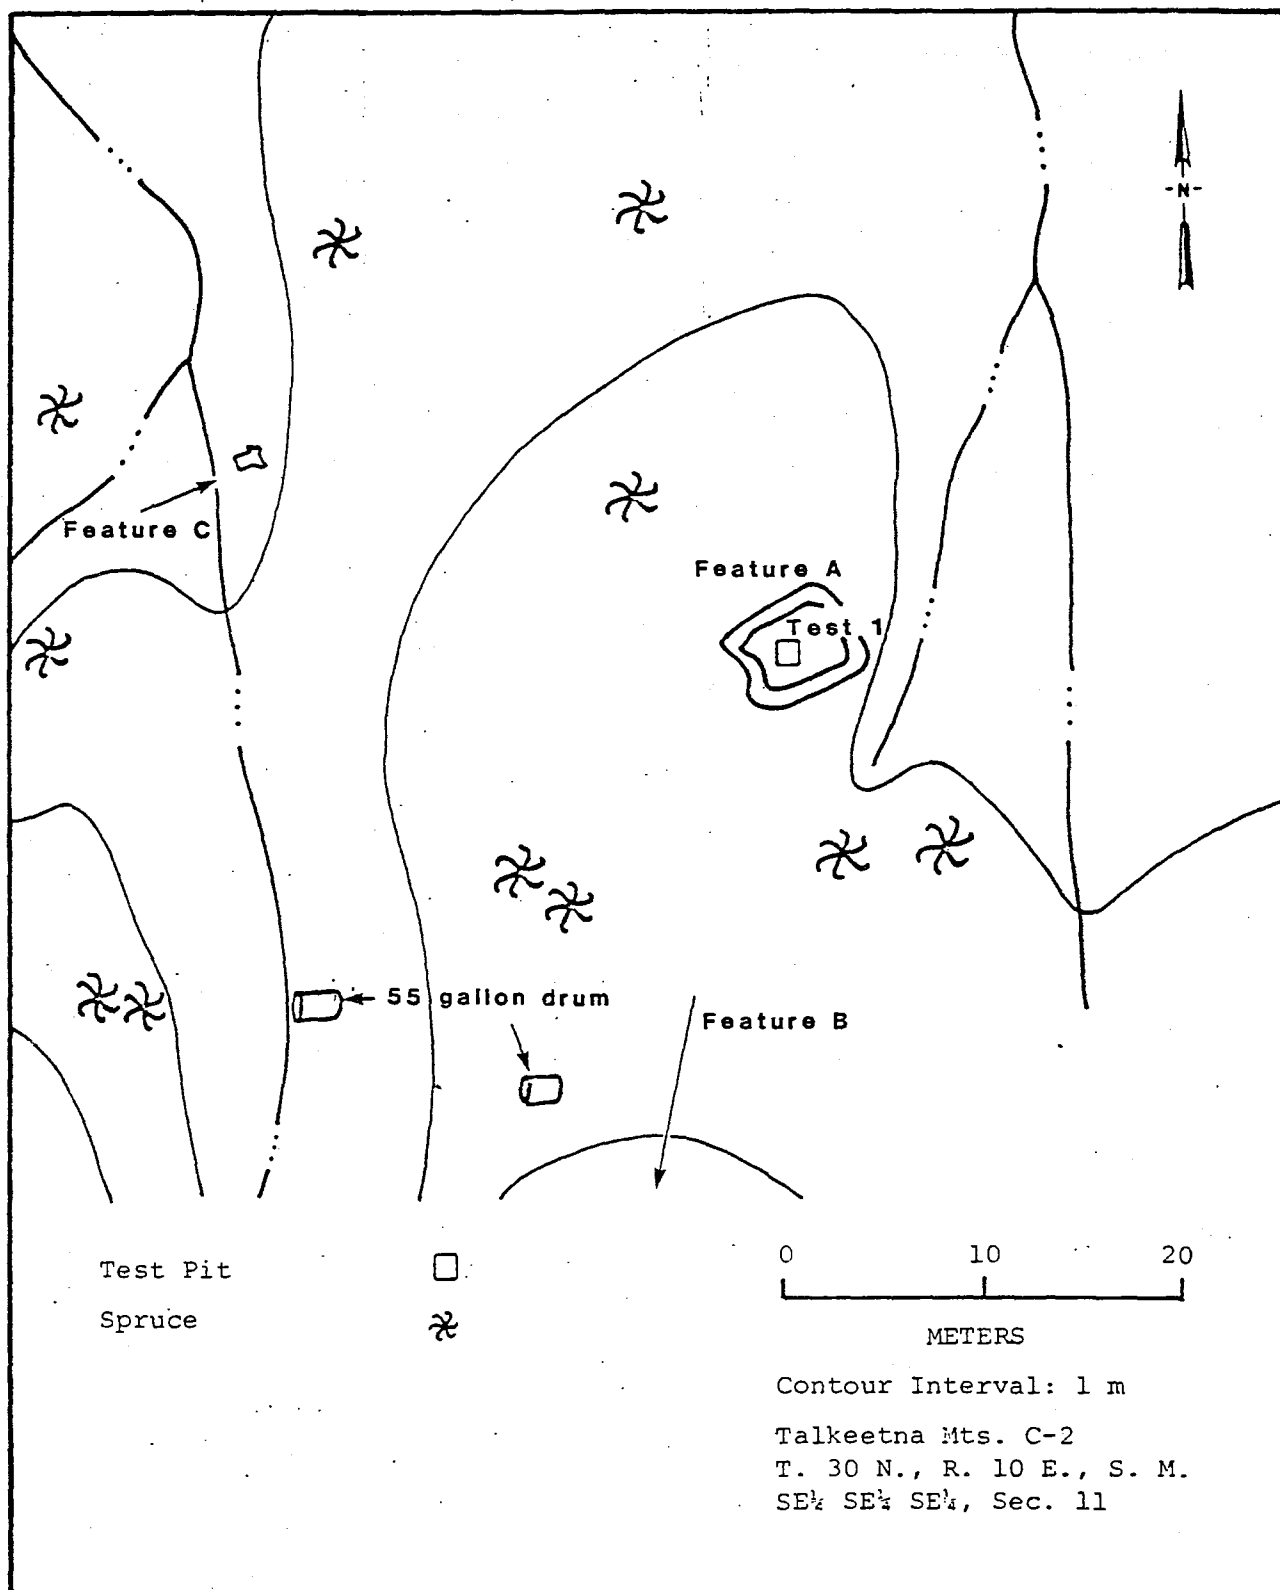 -N-
Feature C
Feature A
Test 1
55 gallon drum
Feature B
Test Pit
Spruce
0 10 20
METERS
Contour Interval: 1 m
Talkeetna Mts. C-2
T. 30 N., R. 10 E., S. M.
SE¼ SE¼ SE¼, Sec. 11